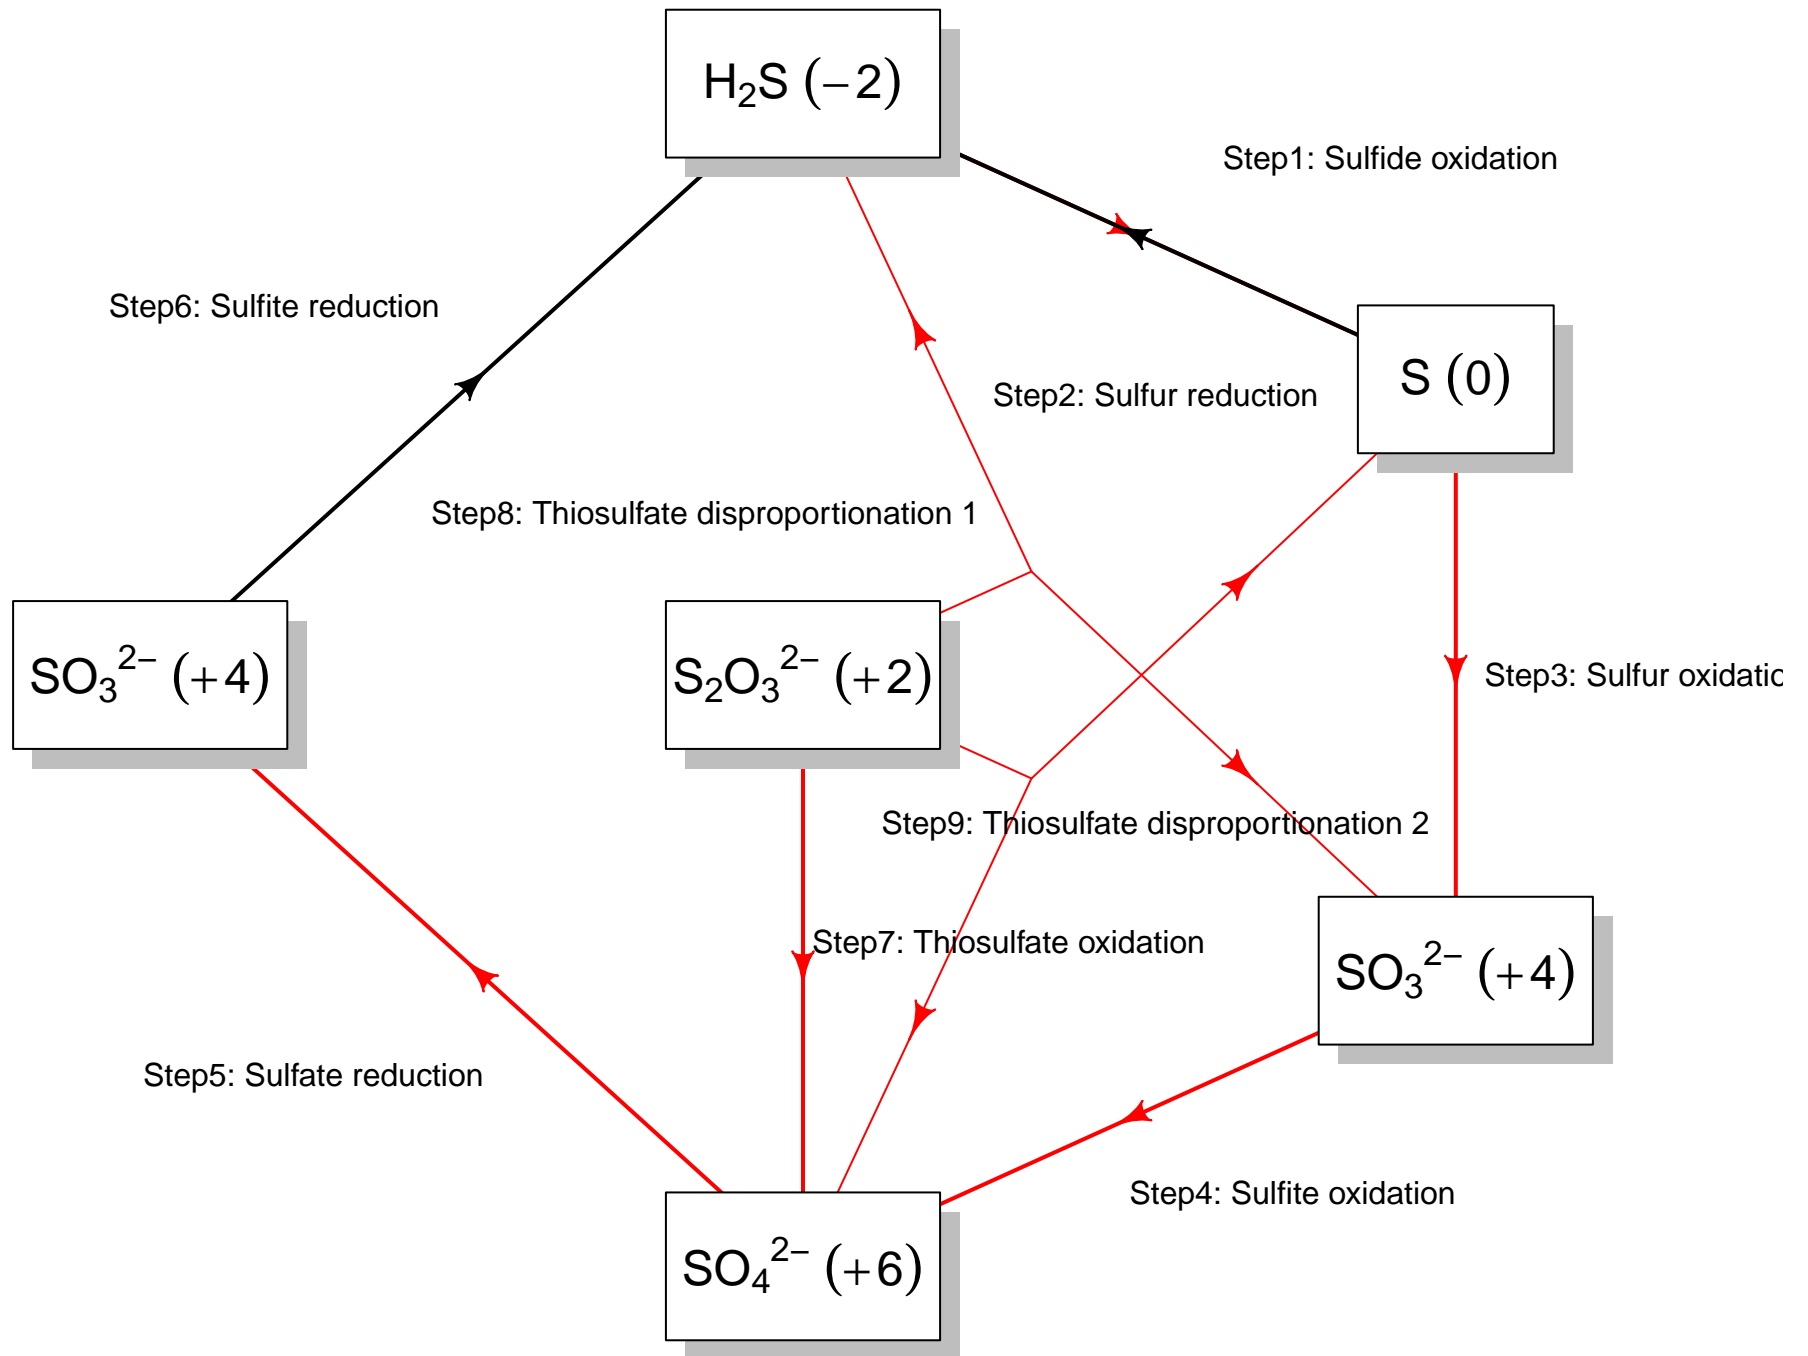 H₂S (−2)
Step1: Sulfide oxidation
Step6: Sulfite reduction
S (0)
Step2: Sulfur reduction
Step8: Thiosulfate disproportionation 1
SO₃²⁻ (+4)
S₂O₃²⁻ (+2)
Step3: Sulfur oxidatio
Step9: Thiosulfate disproportionation 2
Step7: Thiosulfate oxidation
SO₃²⁻ (+4)
Step5: Sulfate reduction
Step4: Sulfite oxidation
SO₄²⁻ (+6)